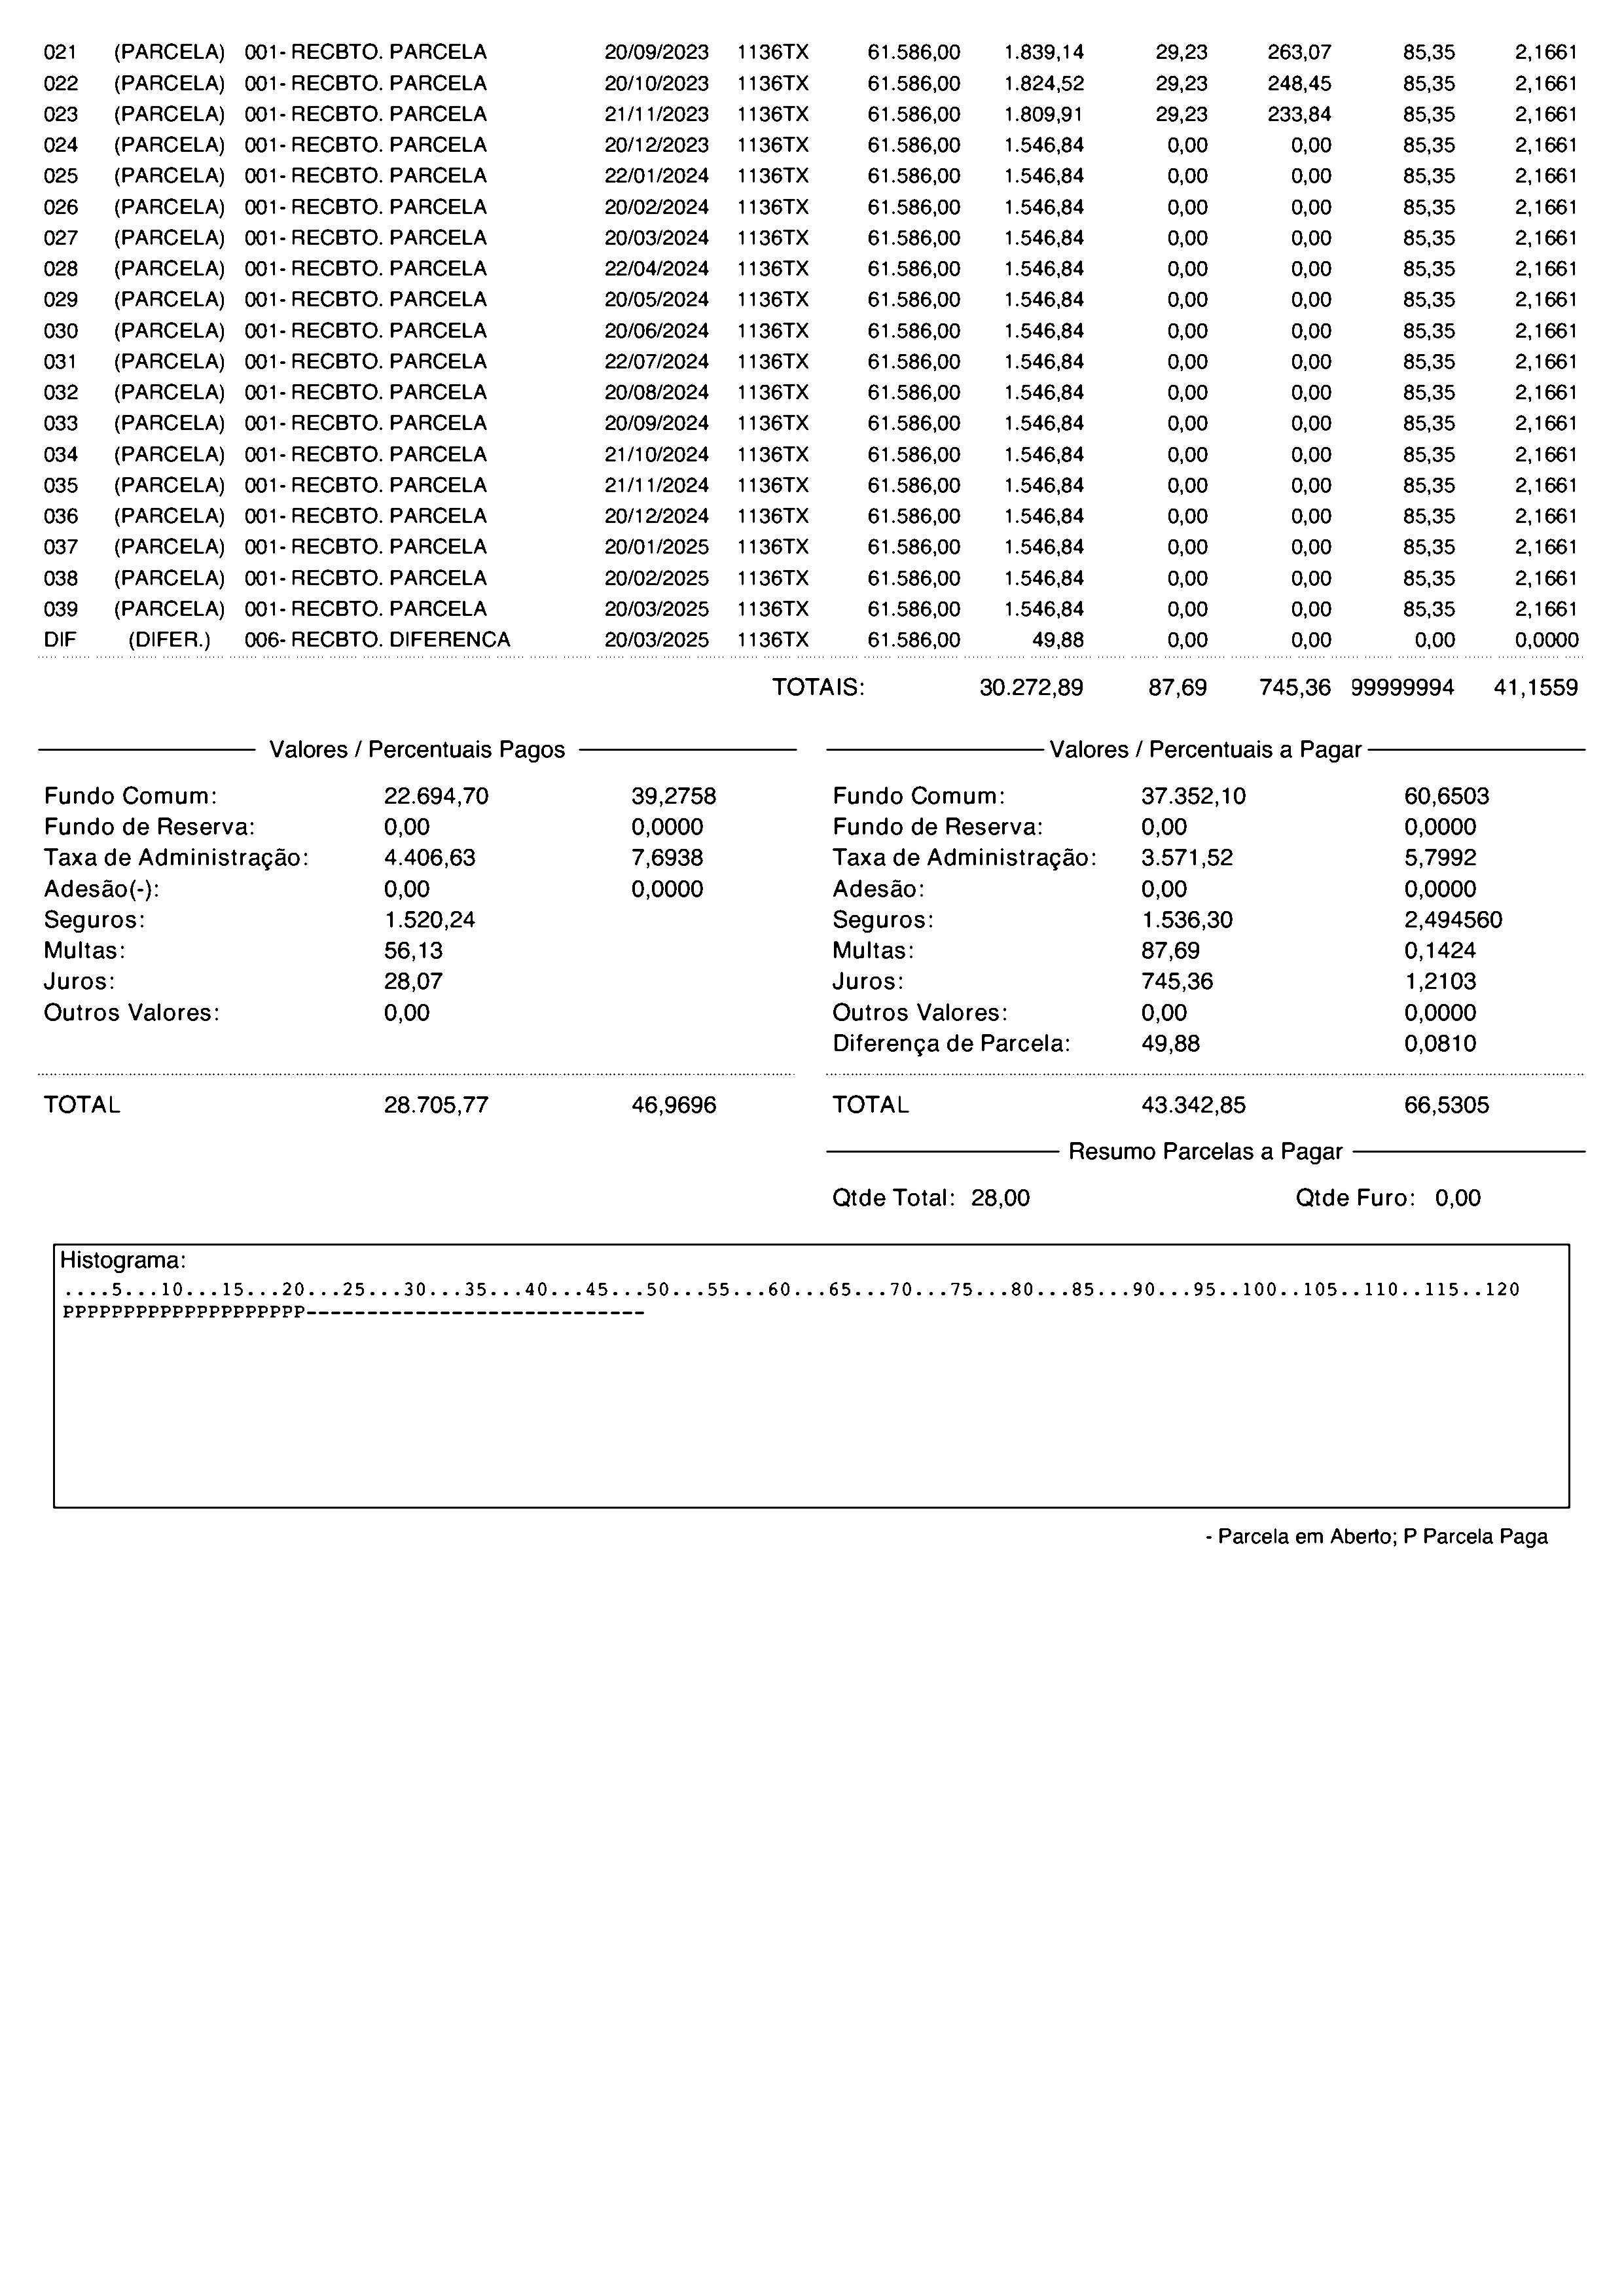 021 (PARCELA) 001- RECBTO. PARCELA 20/09/2023 1136TX 61.586,00 1.839,14 29,23 263,07 85,35 2,1661
022 (PARCELA) 001- RECBTO. PARCELA 20/10/2023 1136TX 61.586,00 1.824,52 29,23 248,45 85,35 2,1661
023 (PARCELA) 001- RECBTO. PARCELA 21/11/2023 1136TX 61.586,00 1.809,91 29,23 233,84 85,35 2,1661
024 (PARCELA) 001- RECBTO. PARCELA 20/12/2023 1136TX 61.586,00 1.546,84 0,00 0,00 85,35 2,1661
025 (PARCELA) 001- RECBTO. PARCELA 22/01/2024 1136TX 61.586,00 1.546,84 0,00 0,00 85,35 2,1661
026 (PARCELA) 001- RECBTO. PARCELA 20/02/2024 1136TX 61.586,00 1.546,84 0,00 0,00 85,35 2,1661
027 (PARCELA) 001- RECBTO. PARCELA 20/03/2024 1136TX 61.586,00 1.546,84 0,00 0,00 85,35 2,1661
028 (PARCELA) 001- RECBTO. PARCELA 22/04/2024 1136TX 61.586,00 1.546,84 0,00 0,00 85,35 2,1661
029 (PARCELA) 001- RECBTO. PARCELA 20/05/2024 1136TX 61.586,00 1.546,84 0,00 0,00 85,35 2,1661
030 (PARCELA) 001- RECBTO. PARCELA 20/06/2024 1136TX 61.586,00 1.546,84 0,00 0,00 85,35 2,1661
031 (PARCELA) 001- RECBTO. PARCELA 22/07/2024 1136TX 61.586,00 1.546,84 0,00 0,00 85,35 2,1661
032 (PARCELA) 001- RECBTO. PARCELA 20/08/2024 1136TX 61.586,00 1.546,84 0,00 0,00 85,35 2,1661
033 (PARCELA) 001- RECBTO. PARCELA 20/09/2024 1136TX 61.586,00 1.546,84 0,00 0,00 85,35 2,1661
034 (PARCELA) 001- RECBTO. PARCELA 21/10/2024 1136TX 61.586,00 1.546,84 0,00 0,00 85,35 2,1661
035 (PARCELA) 001- RECBTO. PARCELA 21/11/2024 1136TX 61.586,00 1.546,84 0,00 0,00 85,35 2,1661
036 (PARCELA) 001- RECBTO. PARCELA 20/12/2024 1136TX 61.586,00 1.546,84 0,00 0,00 85,35 2,1661
037 (PARCELA) 001- RECBTO. PARCELA 20/01/2025 1136TX 61.586,00 1.546,84 0,00 0,00 85,35 2,1661
038 (PARCELA) 001- RECBTO. PARCELA 20/02/2025 1136TX 61.586,00 1.546,84 0,00 0,00 85,35 2,1661
039 (PARCELA) 001- RECBTO. PARCELA 20/03/2025 1136TX 61.586,00 1.546,84 0,00 0,00 85,35 2,1661
DIF (DIFER.) 006- RECBTO. DIFERENCA 20/03/2025 1136TX 61.586,00 49,88 0,00 0,00 0,00 0,0000
TOTAIS: 30.272,89 87,69 745,36 99999994 41,1559
Valores / Percentuais Pagos
Fundo Comum: 22.694,70 39,2758
Fundo de Reserva: 0,00 0,0000
Taxa de Administração: 4.406,63 7,6938
Adesão(-): 0,00 0,0000
Seguros: 1.520,24
Multas: 56,13
Juros: 28,07
Outros Valores: 0,00
TOTAL 28.705,77 46,9696
Valores / Percentuais a Pagar
Fundo Comum: 37.352,10 60,6503
Fundo de Reserva: 0,00 0,0000
Taxa de Administração: 3.571,52 5,7992
Adesão: 0,00 0,0000
Seguros: 1.536,30 2,494560
Multas: 87,69 0,1424
Juros: 745,36 1,2103
Outros Valores: 0,00 0,0000
Diferença de Parcela: 49,88 0,0810
TOTAL 43.342,85 66,5305
Resumo Parcelas a Pagar
Qtde Total: 28,00 Qtde Furo: 0,00
Histograma:
....5...10...15...20...25...30...35...40...45...50...55...60...65...70...75...80...85...90...95..100..105..110..115..120
PPPPPPPPPPPPPPPPPPPP----------------------------
- Parcela em Aberto; P Parcela Paga